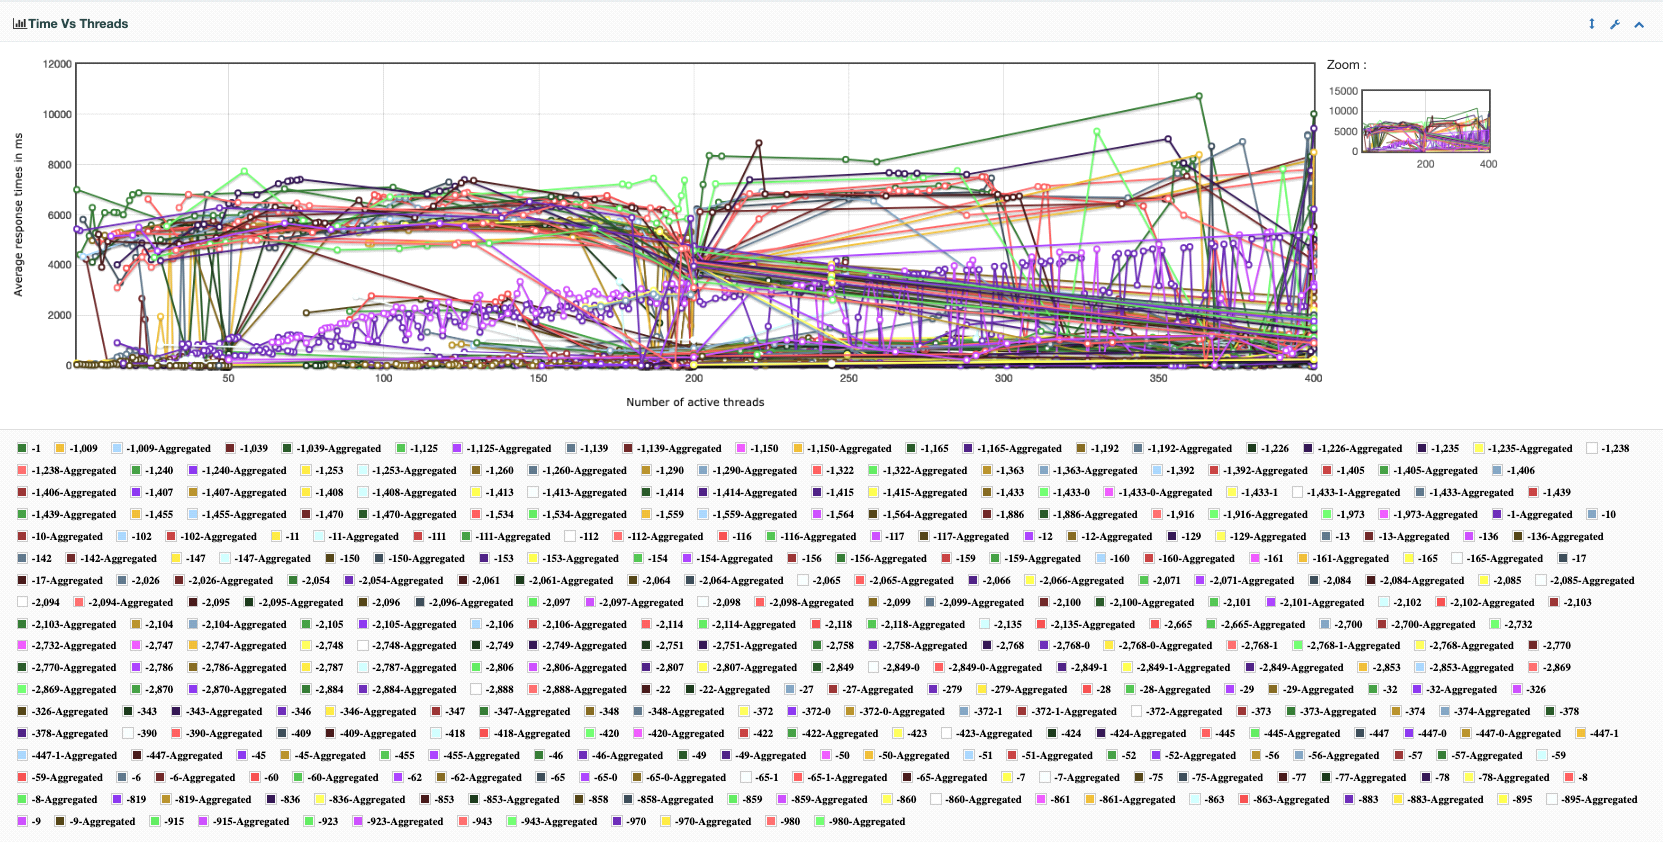 Time Vs Threads
Zoom :
12000
10000
8000
6000
4000
2000
0
50
100
150
200
250
300
350
400
Average response times in ms
Number of active threads
15000
10000
5000
0
200
400
-1 -1,009 -1,009-Aggregated -1,039 -1,039-Aggregated -1,125 -1,125-Aggregated -1,139 -1,139-Aggregated -1,150 -1,150-Aggregated -1,165 -1,165-Aggregated -1,192 -1,192-Aggregated -1,226 -1,226-Aggregated -1,235 -1,235-Aggregated -1,238
-1,238-Aggregated -1,240 -1,240-Aggregated -1,253 -1,253-Aggregated -1,260 -1,260-Aggregated -1,290 -1,290-Aggregated -1,322 -1,322-Aggregated -1,363 -1,363-Aggregated -1,392 -1,392-Aggregated -1,405 -1,405-Aggregated -1,406
-1,406-Aggregated -1,407 -1,407-Aggregated -1,408 -1,408-Aggregated -1,413 -1,413-Aggregated -1,414 -1,414-Aggregated -1,415 -1,415-Aggregated -1,433 -1,433-0 -1,433-0-Aggregated -1,433-1 -1,433-1-Aggregated -1,433-Aggregated -1,439
-1,439-Aggregated -1,455 -1,455-Aggregated -1,470 -1,470-Aggregated -1,534 -1,534-Aggregated -1,559 -1,559-Aggregated -1,564 -1,564-Aggregated -1,886 -1,886-Aggregated -1,916 -1,916-Aggregated -1,973 -1,973-Aggregated -1-Aggregated -10
-10-Aggregated -102 -102-Aggregated -11 -11-Aggregated -111 -111-Aggregated -112 -112-Aggregated -116 -116-Aggregated -117 -117-Aggregated -12 -12-Aggregated -129 -129-Aggregated -13 -13-Aggregated -136 -136-Aggregated
-142 -142-Aggregated -147 -147-Aggregated -150 -150-Aggregated -153 -153-Aggregated -154 -154-Aggregated -156 -156-Aggregated -159 -159-Aggregated -160 -160-Aggregated -161 -161-Aggregated -165 -165-Aggregated -17
-17-Aggregated -2,026 -2,026-Aggregated -2,054 -2,054-Aggregated -2,061 -2,061-Aggregated -2,064 -2,064-Aggregated -2,065 -2,065-Aggregated -2,066 -2,066-Aggregated -2,071 -2,071-Aggregated -2,084 -2,084-Aggregated -2,085 -2,085-Aggregated
-2,094 -2,094-Aggregated -2,095 -2,095-Aggregated -2,096 -2,096-Aggregated -2,097 -2,097-Aggregated -2,098 -2,098-Aggregated -2,099 -2,099-Aggregated -2,100 -2,100-Aggregated -2,101 -2,101-Aggregated -2,102 -2,102-Aggregated -2,103
-2,103-Aggregated -2,104 -2,104-Aggregated -2,105 -2,105-Aggregated -2,106 -2,106-Aggregated -2,114 -2,114-Aggregated -2,118 -2,118-Aggregated -2,135 -2,135-Aggregated -2,665 -2,665-Aggregated -2,700 -2,700-Aggregated -2,732
-2,732-Aggregated -2,747 -2,747-Aggregated -2,748 -2,748-Aggregated -2,749 -2,749-Aggregated -2,751 -2,751-Aggregated -2,758 -2,758-Aggregated -2,768 -2,768-0 -2,768-0-Aggregated -2,768-1 -2,768-1-Aggregated -2,768-Aggregated -2,770
-2,770-Aggregated -2,786 -2,786-Aggregated -2,787 -2,787-Aggregated -2,806 -2,806-Aggregated -2,807 -2,807-Aggregated -2,849 -2,849-0 -2,849-0-Aggregated -2,849-1 -2,849-1-Aggregated -2,849-Aggregated -2,853 -2,853-Aggregated -2,869
-2,869-Aggregated -2,870 -2,870-Aggregated -2,884 -2,884-Aggregated -2,888 -2,888-Aggregated -22 -22-Aggregated -27 -27-Aggregated -279 -279-Aggregated -28 -28-Aggregated -29 -29-Aggregated -32 -32-Aggregated -326
-326-Aggregated -343 -343-Aggregated -346 -346-Aggregated -347 -347-Aggregated -348 -348-Aggregated -372 -372-0 -372-0-Aggregated -372-1 -372-1-Aggregated -372-Aggregated -373 -373-Aggregated -374 -374-Aggregated -378
-378-Aggregated -390 -390-Aggregated -409 -409-Aggregated -418 -418-Aggregated -420 -420-Aggregated -422 -422-Aggregated -423 -423-Aggregated -424 -424-Aggregated -445 -445-Aggregated -447 -447-0 -447-0-Aggregated -447-1
-447-1-Aggregated -447-Aggregated -45 -45-Aggregated -455 -455-Aggregated -46 -46-Aggregated -49 -49-Aggregated -50 -50-Aggregated -51 -51-Aggregated -52 -52-Aggregated -56 -56-Aggregated -57 -57-Aggregated -59
-59-Aggregated -6 -6-Aggregated -60 -60-Aggregated -62 -62-Aggregated -65 -65-0 -65-0-Aggregated -65-1 -65-1-Aggregated -65-Aggregated -7 -7-Aggregated -75 -75-Aggregated -77 -77-Aggregated -78 -78-Aggregated -8
-8-Aggregated -819 -819-Aggregated -836 -836-Aggregated -853 -853-Aggregated -858 -858-Aggregated -859 -859-Aggregated -860 -860-Aggregated -861 -861-Aggregated -863 -863-Aggregated -883 -883-Aggregated -895 -895-Aggregated
-9 -9-Aggregated -915 -915-Aggregated -923 -923-Aggregated -943 -943-Aggregated -970 -970-Aggregated -980 -980-Aggregated